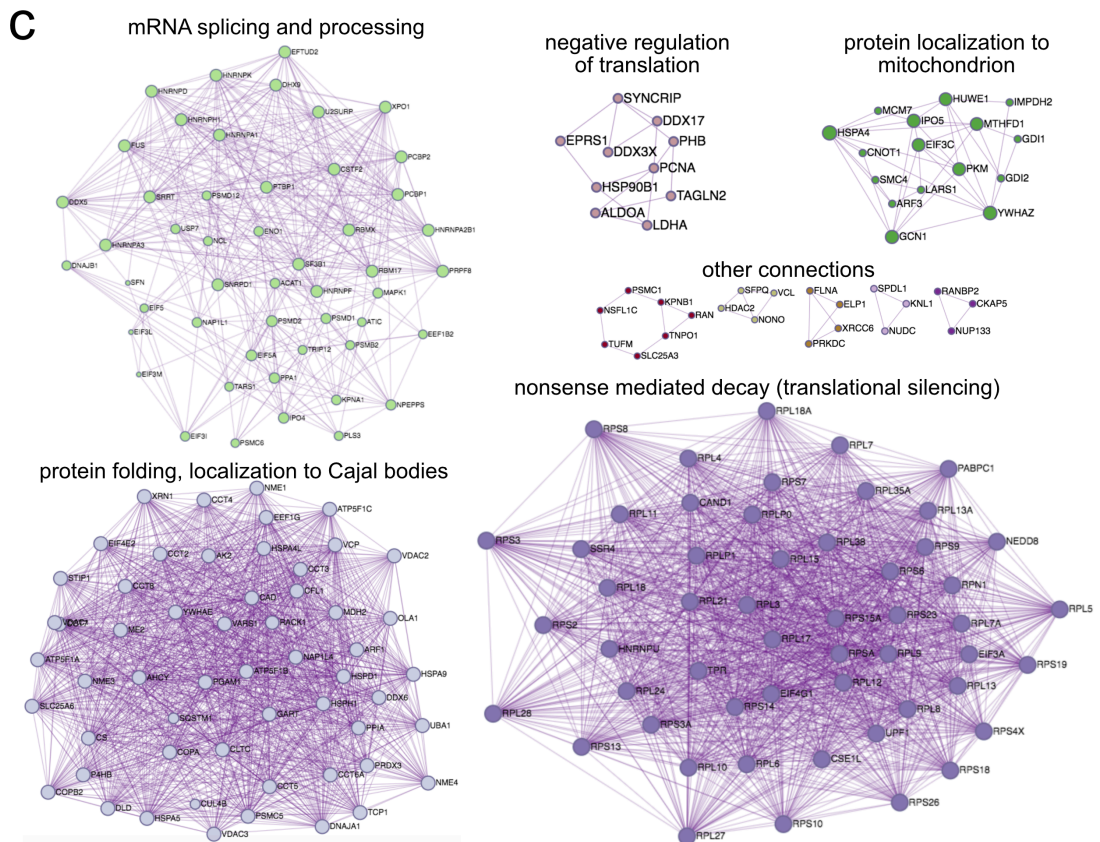 C
mRNA splicing and processing
EFTUD2
HNRNPK
DHX9
HNRNPD
U2SURP
XPO1
HNRNPH1
HNRNPA1
FUS
PCBP2
CSTF2
PTBP1
PCBP1
SRRT
PSMD12
DDX5
USP7
NCL
ENO1
RBMX
HNRNPA2B1
HNRNPA3
SF3B1
DNAJB1
RBM17
PRPF8
SFN
SNRPD1
ACAT1
HNRNPF
MAPK1
EIF5
NAP1L1
PSMD2
PSMD1
ATIC
EIF3L
EEF1B2
TRIP12
PSMB2
EIF5A
EIF3M
PPA1
TARS1
KPNA1
NPEPPS
IPO4
EIF3I
PSMC6
PLS3
negative regulation
of translation
SYNCRIP
DDX17
EPRS1
PHB
DDX3X
PCNA
HSP90B1
TAGLN2
ALDOA
LDHA
protein localization to
mitochondrion
HUWE1
IMPDH2
MCM7
IPO5
MTHFD1
HSPA4
GDI1
EIF3C
CNOT1
PKM
SMC4
GDI2
LARS1
ARF3
YWHAZ
GCN1
other connections
PSMC1
KPNB1
NSFL1C
RAN
TNPO1
TUFM
SLC25A3
SFPQ
VCL
HDAC2
NONO
FLNA
ELP1
XRCC6
PRKDC
SPDL1
KNL1
NUDC
RANBP2
CKAP5
NUP133
protein folding, localization to Cajal bodies
NME1
XRN1
CCT4
ATP5F1C
EEF1G
EIF4E2
HSPA4L
VCP
CCT2
AK2
VDAC2
CCT3
STIP1
CCT8
CFL1
CAD
YWHAE
MDH2
VARS1
RACK1
OLA1
ME2
ARF1
NAP1L4
ATP5F1A
ATP5F1B
HSPD1
HSPA9
NME3
AHCY
PGAM1
DDX6
SLC25A6
HSPH1
SQSTM1
GART
PPIA
UBA1
CS
COPA
CLTC
PRDX3
P4HB
CCT6A
NME4
COPB2
CCT5
DLD
CUL4B
HSPA5
PSMC5
TCP1
DNAJA1
VDAC3
nonsense mediated decay (translational silencing)
RPL18A
RPS8
RPL7
RPL4
PABPC1
RPS7
RPL35A
CAND1
RPL11
RPLP0
RPL13A
RPS3
RPL38
NEDD8
SSR4
RPS9
RPLP1
RPL15
RPS6
RPL18
RPN1
RPL21
RPL3
RPL5
RPS2
RPS15A
RPS23
RPL7A
RPL17
HNRNPU
RPSA
RPL9
EIF3A
RPS19
TPR
RPL12
RPL13
RPL24
EIF4G1
RPL28
RPS14
RPL8
RPS3A
RPS4X
UPF1
RPS13
RPL10
RPL6
CSE1L
RPS18
RPS26
RPS10
RPL27